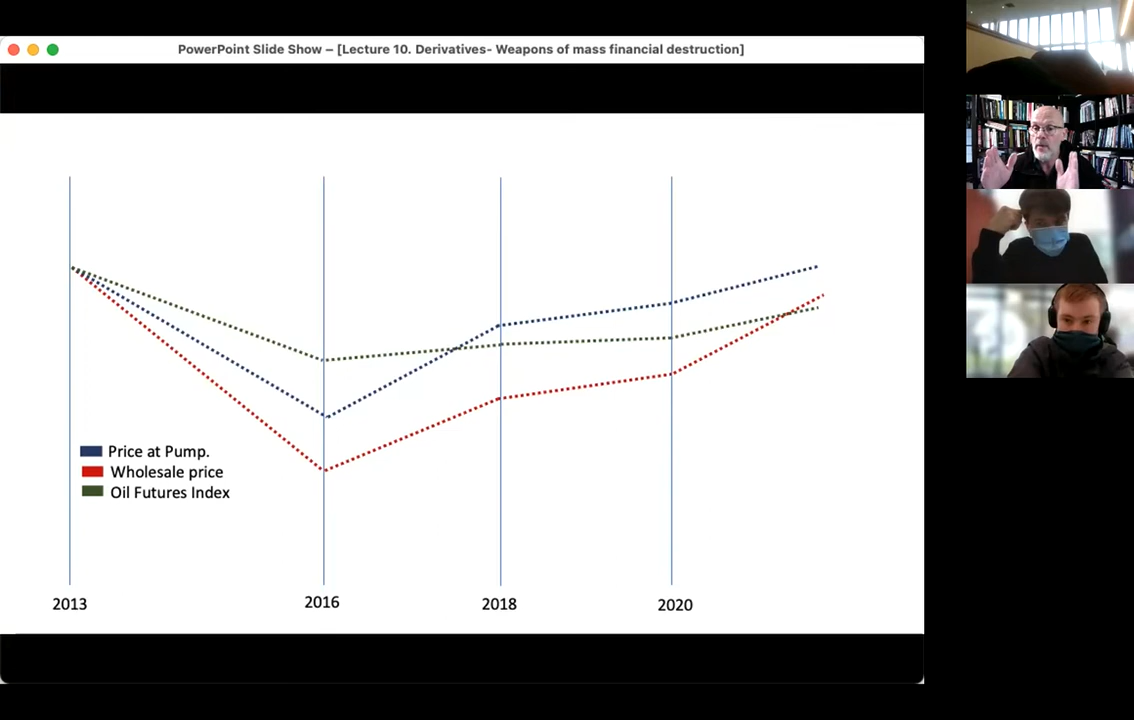 PowerPoint Slide Show – [Lecture 10. Derivatives- Weapons of mass financial destruction]
Price at Pump.
Wholesale price
Oil Futures Index
2013
2016
2018
2020